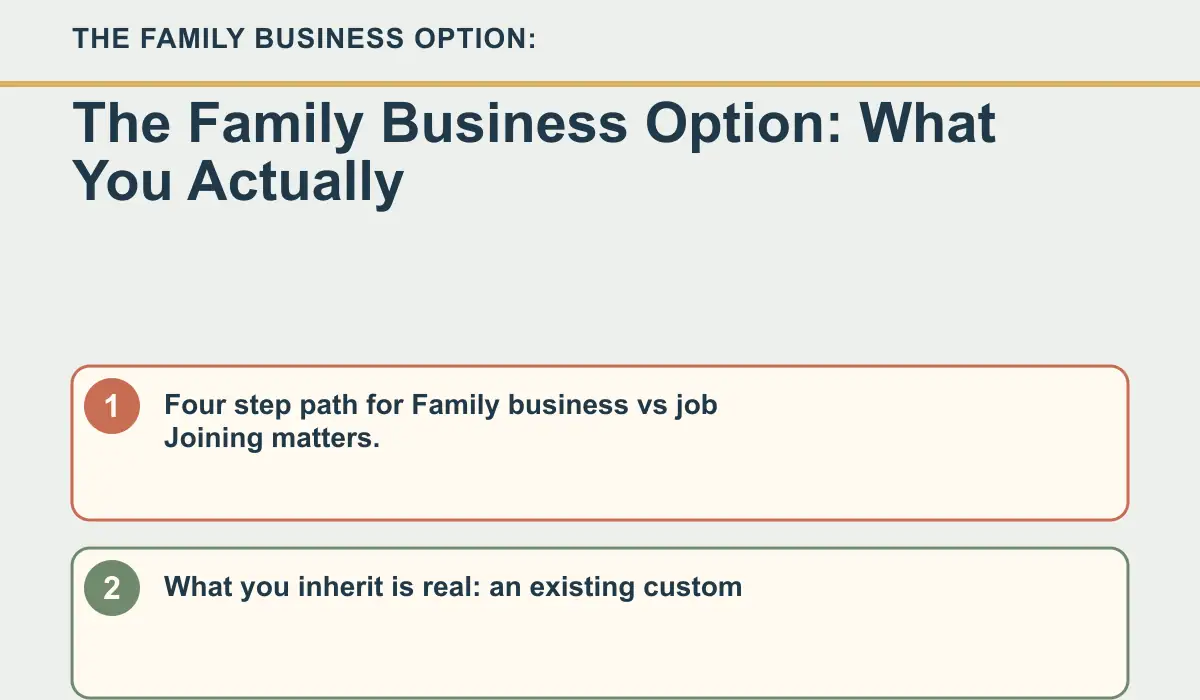 THE FAMILY BUSINESS OPTION:
The Family Business Option: What
You Actually
1
Four step path for Family business vs job
Joining matters.
2
What you inherit is real: an existing custom